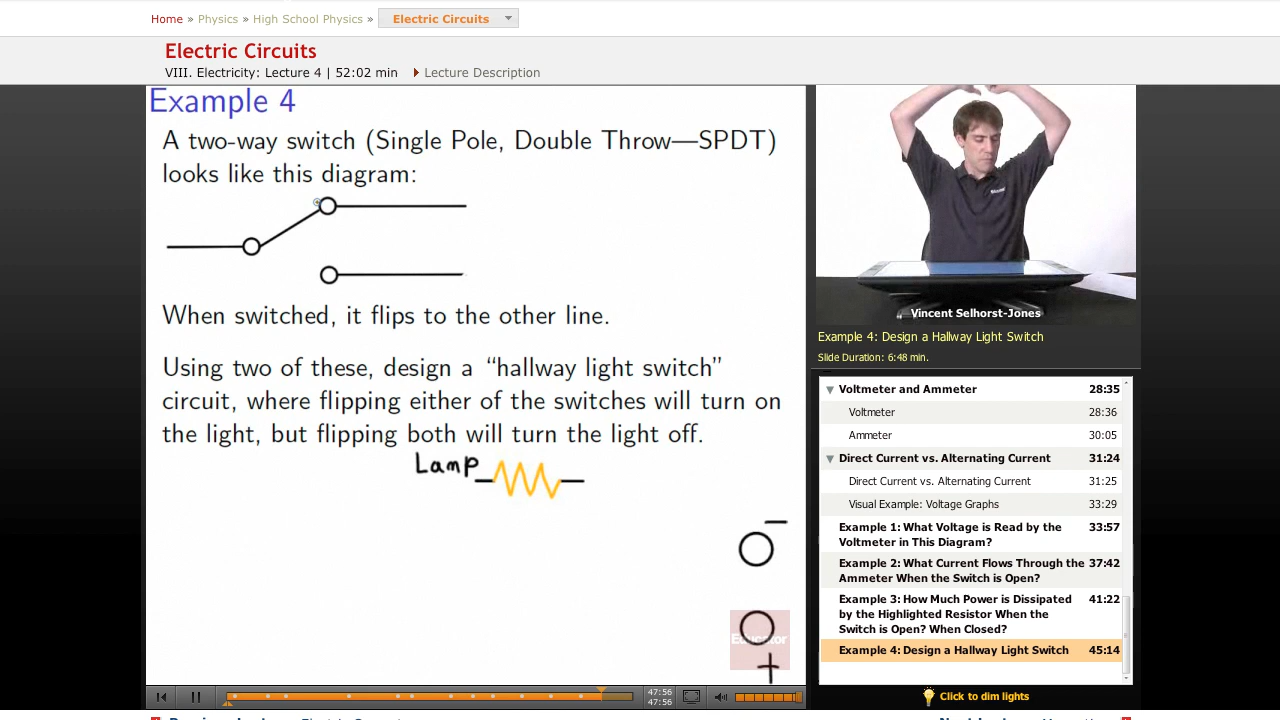 Home » Physics » High School Physics » Electric Circuits
Electric Circuits
VIII. Electricity: Lecture 4 | 52:02 min Lecture Description
Example 4
A two-way switch (Single Pole, Double Throw—SPDT)
looks like this diagram:
When switched, it flips to the other line.
Using two of these, design a “hallway light switch”
circuit, where flipping either of the switches will turn on
the light, but flipping both will turn the light off.
Lamp
−
+
Educator
47:56
47:56
Vincent Selhorst-Jones
Example 4: Design a Hallway Light Switch
Slide Duration: 6:48 min.
Voltmeter and Ammeter 28:35
Voltmeter 28:36
Ammeter 30:05
Direct Current vs. Alternating Current 31:24
Direct Current vs. Alternating Current 31:25
Visual Example: Voltage Graphs 33:29
Example 1: What Voltage is Read by the 33:57
Voltmeter in This Diagram?
Example 2: What Current Flows Through the 37:42
Ammeter When the Switch is Open?
Example 3: How Much Power is Dissipated 41:22
by the Highlighted Resistor When the
Switch is Open? When Closed?
Example 4: Design a Hallway Light Switch 45:14
Click to dim lights